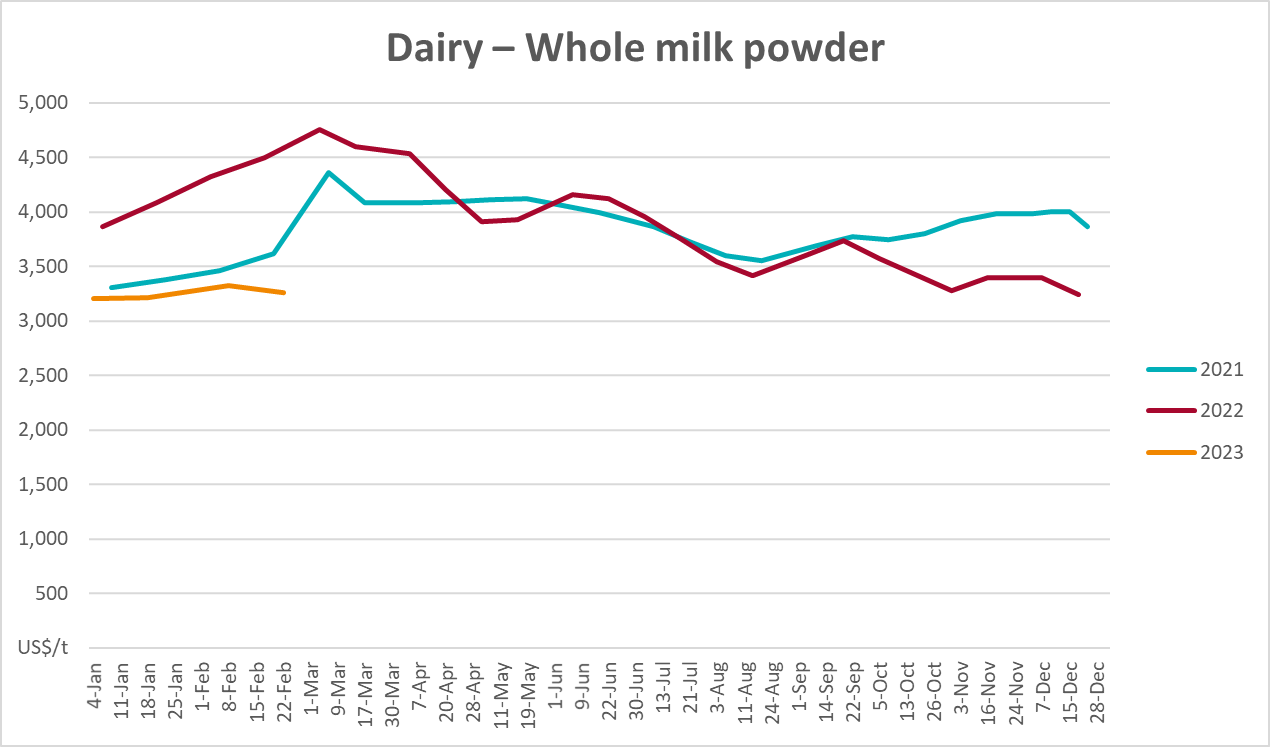 Dairy – Whole milk powder
5,000
4,500
4,000
3,500
3,000
2,500
2,000
1,500
1,000
500
US$/t
4-Jan
11-Jan
18-Jan
25-Jan
1-Feb
8-Feb
15-Feb
22-Feb
1-Mar
9-Mar
17-Mar
30-Mar
7-Apr
20-Apr
28-Apr
11-May
19-May
1-Jun
9-Jun
22-Jun
30-Jun
13-Jul
21-Jul
3-Aug
11-Aug
24-Aug
1-Sep
14-Sep
22-Sep
5-Oct
13-Oct
26-Oct
3-Nov
16-Nov
24-Nov
7-Dec
15-Dec
28-Dec
2021
2022
2023